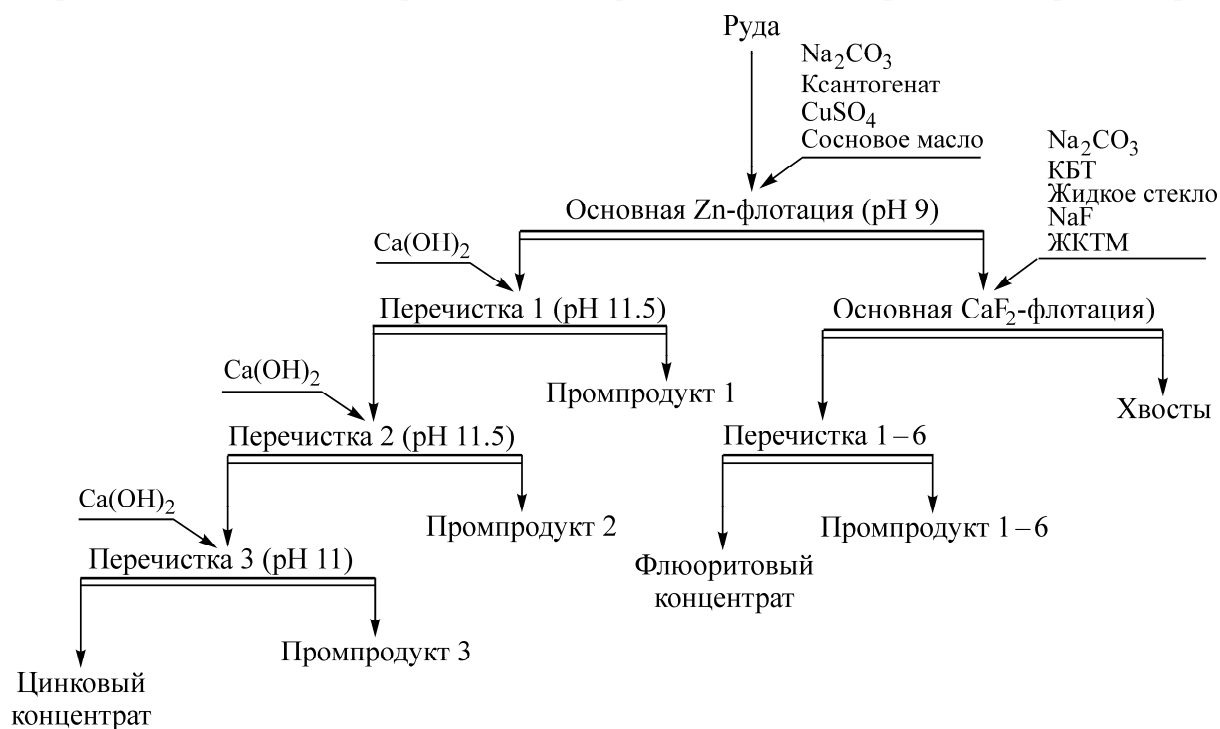 Руда
Na₂CO₃
Ксантогенат
CuSO₄
Сосновое масло
Na₂CO₃
КБТ
Жидкое стекло
NaF
ЖКТМ
Основная Zn-флотация (pH 9)
Ca(OH)₂
Перечистка 1 (pH 11.5)
Основная CaF₂-флотация)
Ca(OH)₂
Промпродукт 1
Хвосты
Перечистка 2 (pH 11.5)
Перечистка 1–6
Ca(OH)₂
Промпродукт 2
Промпродукт 1–6
Перечистка 3 (pH 11)
Флюоритовый
концентрат
Промпродукт 3
Цинковый
концентрат